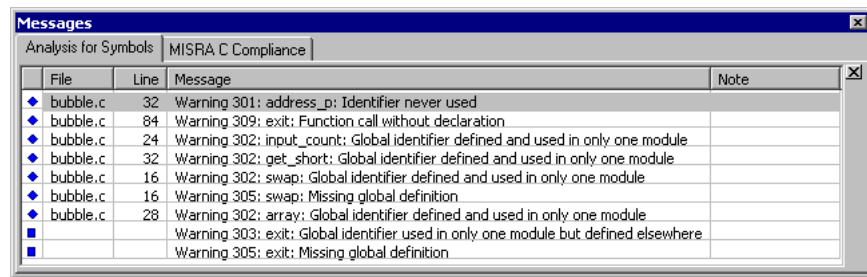 Messages
Analysis for Symbols MISRA C Compliance
File Line Message Note
bubble.c 32 Warning 301: address_p: Identifier never used
bubble.c 84 Warning 309: exit: Function call without declaration
bubble.c 24 Warning 302: input_count: Global identifier defined and used in only one module
bubble.c 32 Warning 302: get_short: Global identifier defined and used in only one module
bubble.c 16 Warning 302: swap: Global identifier defined and used in only one module
bubble.c 16 Warning 305: swap: Missing global definition
bubble.c 28 Warning 302: array: Global identifier defined and used in only one module
Warning 303: exit: Global identifier used in only one module but defined elsewhere
Warning 305: exit: Missing global definition